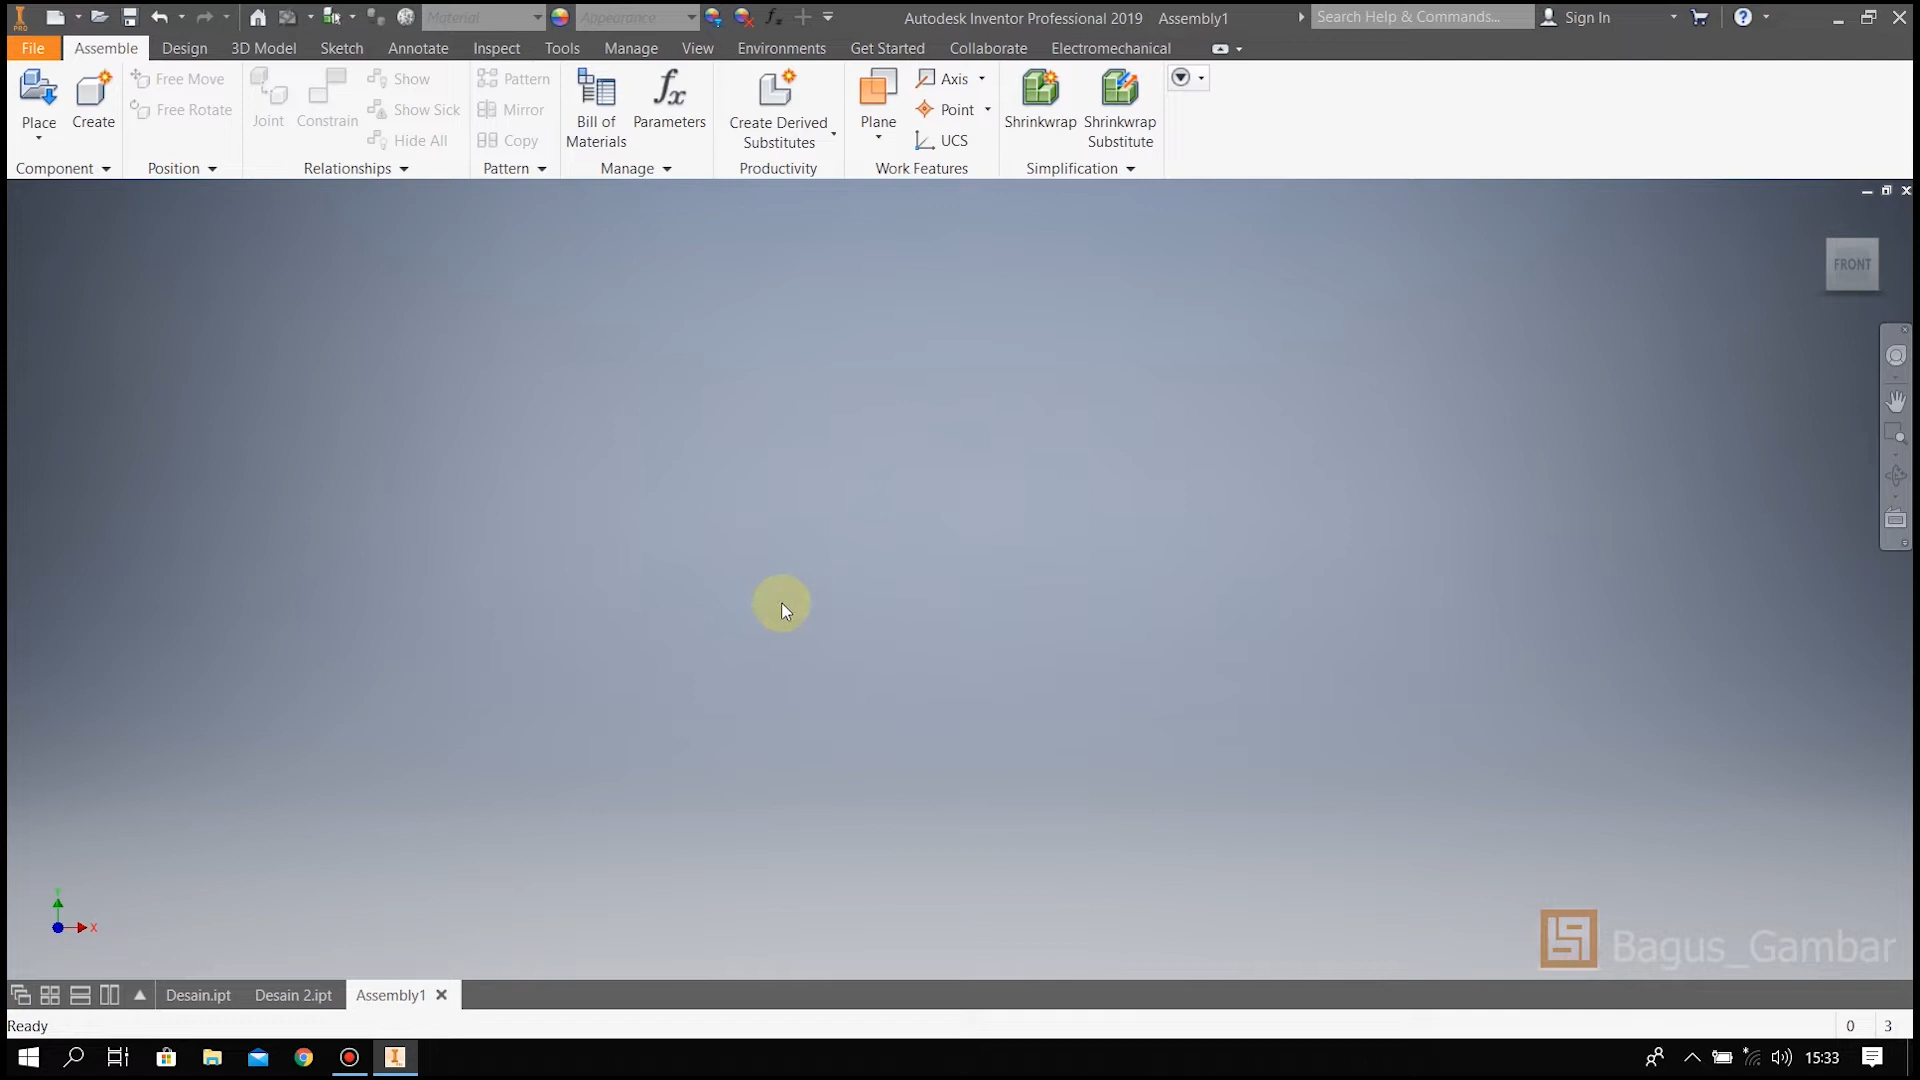 PRO
Material
Appearance
Autodesk Inventor Professional 2019 Assembly1
Search Help & Commands...
Sign In
File
Assemble
Design
3D Model
Sketch
Annotate
Inspect
Tools
Manage
View
Environments
Get Started
Collaborate
Electromechanical
Place
Create
Free Move
Free Rotate
Joint
Constrain
Show
Show Sick
Hide All
Pattern
Mirror
Copy
Bill of
Materials
fx
Parameters
Create Derived
Substitutes
Plane
Axis
Point
UCS
Shrinkwrap
Shrinkwrap
Substitute
Component
Position
Relationships
Pattern
Manage
Productivity
Work Features
Simplification
FRONT
Y
X
Bagus_Gambar
Desain.ipt
Desain 2.ipt
Assembly1
Ready
0 3
15:33